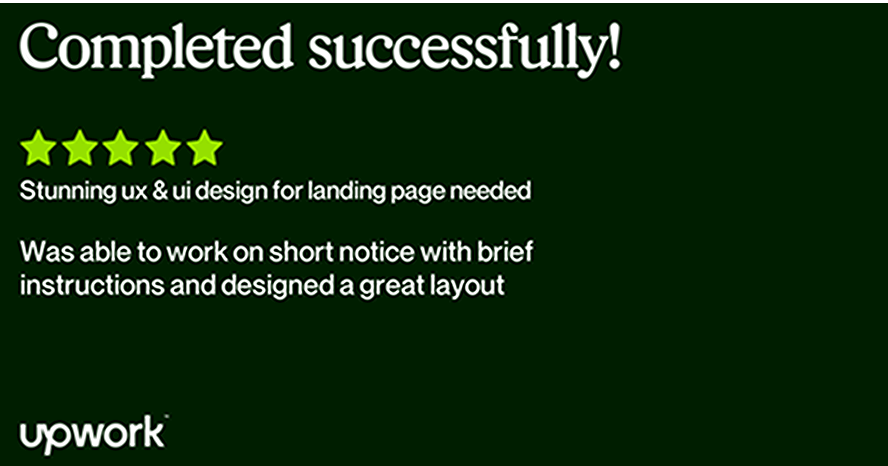 Completed successfully!
Stunning ux & ui design for landing page needed
Was able to work on short notice with brief
instructions and designed a great layout
upwork™